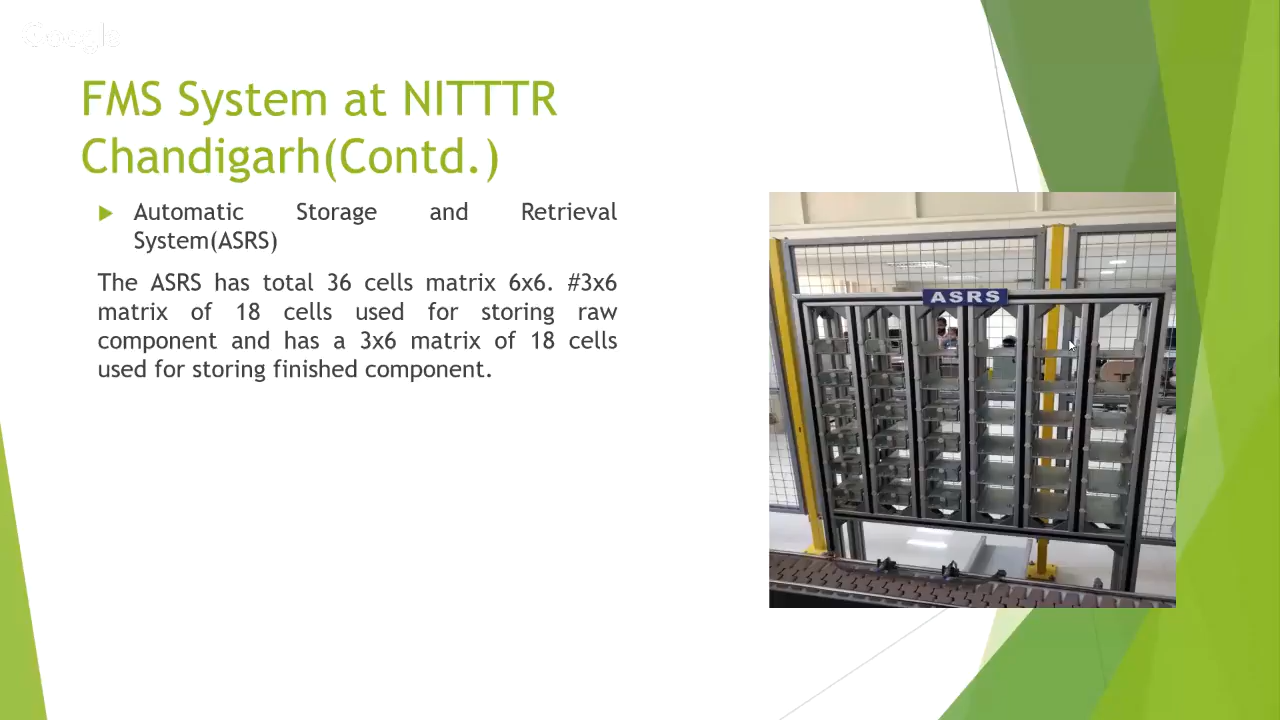 Google
FMS System at NITTTR
Chandigarh(Contd.)
Automatic Storage and Retrieval
System(ASRS)
The ASRS has total 36 cells matrix 6x6. #3x6
matrix of 18 cells used for storing raw
component and has a 3x6 matrix of 18 cells
used for storing finished component.
ASRS